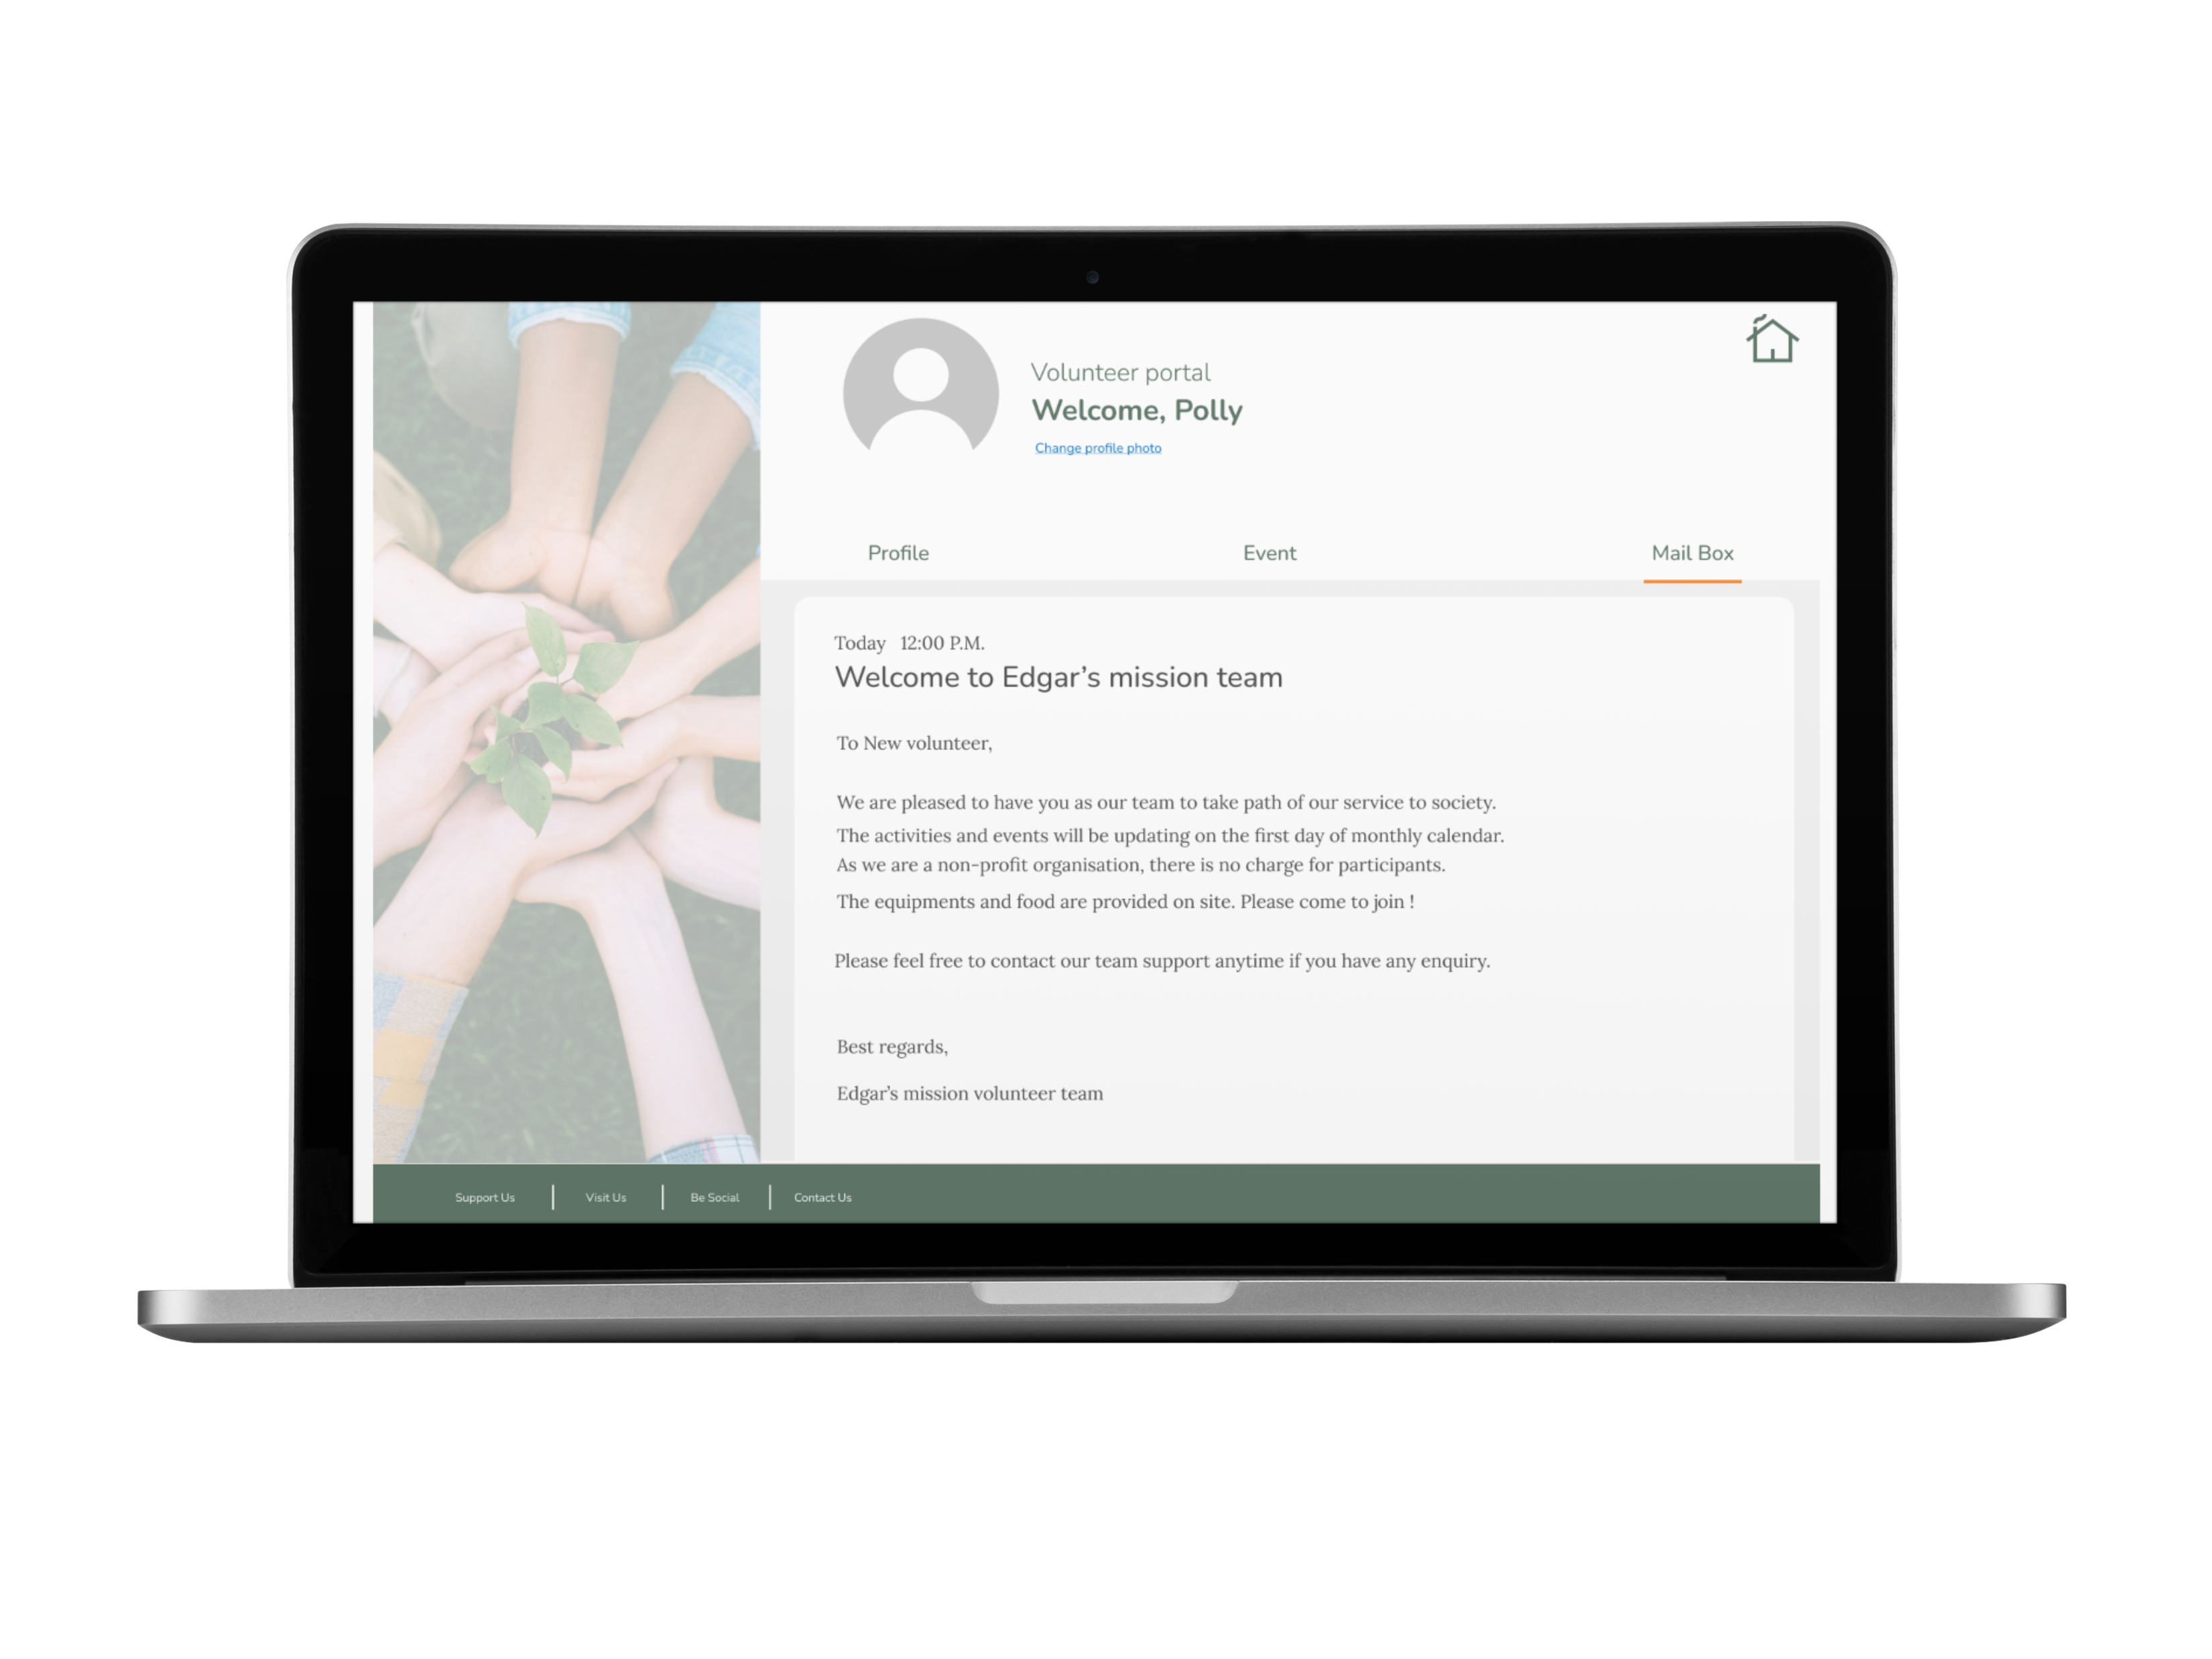 Volunteer portal
Welcome, Polly
Change profile photo
Profile Event Mail Box
Today 12:00 P.M.
Welcome to Edgar’s mission team
To New volunteer,
We are pleased to have you as our team to take path of our service to society.
The activities and events will be updating on the first day of monthly calendar.
As we are a non-profit organisation, there is no charge for participants.
The equipments and food are provided on site. Please come to join !
Please feel free to contact our team support anytime if you have any enquiry.
Best regards,
Edgar’s mission volunteer team
Support Us | Visit Us | Be Social | Contact Us